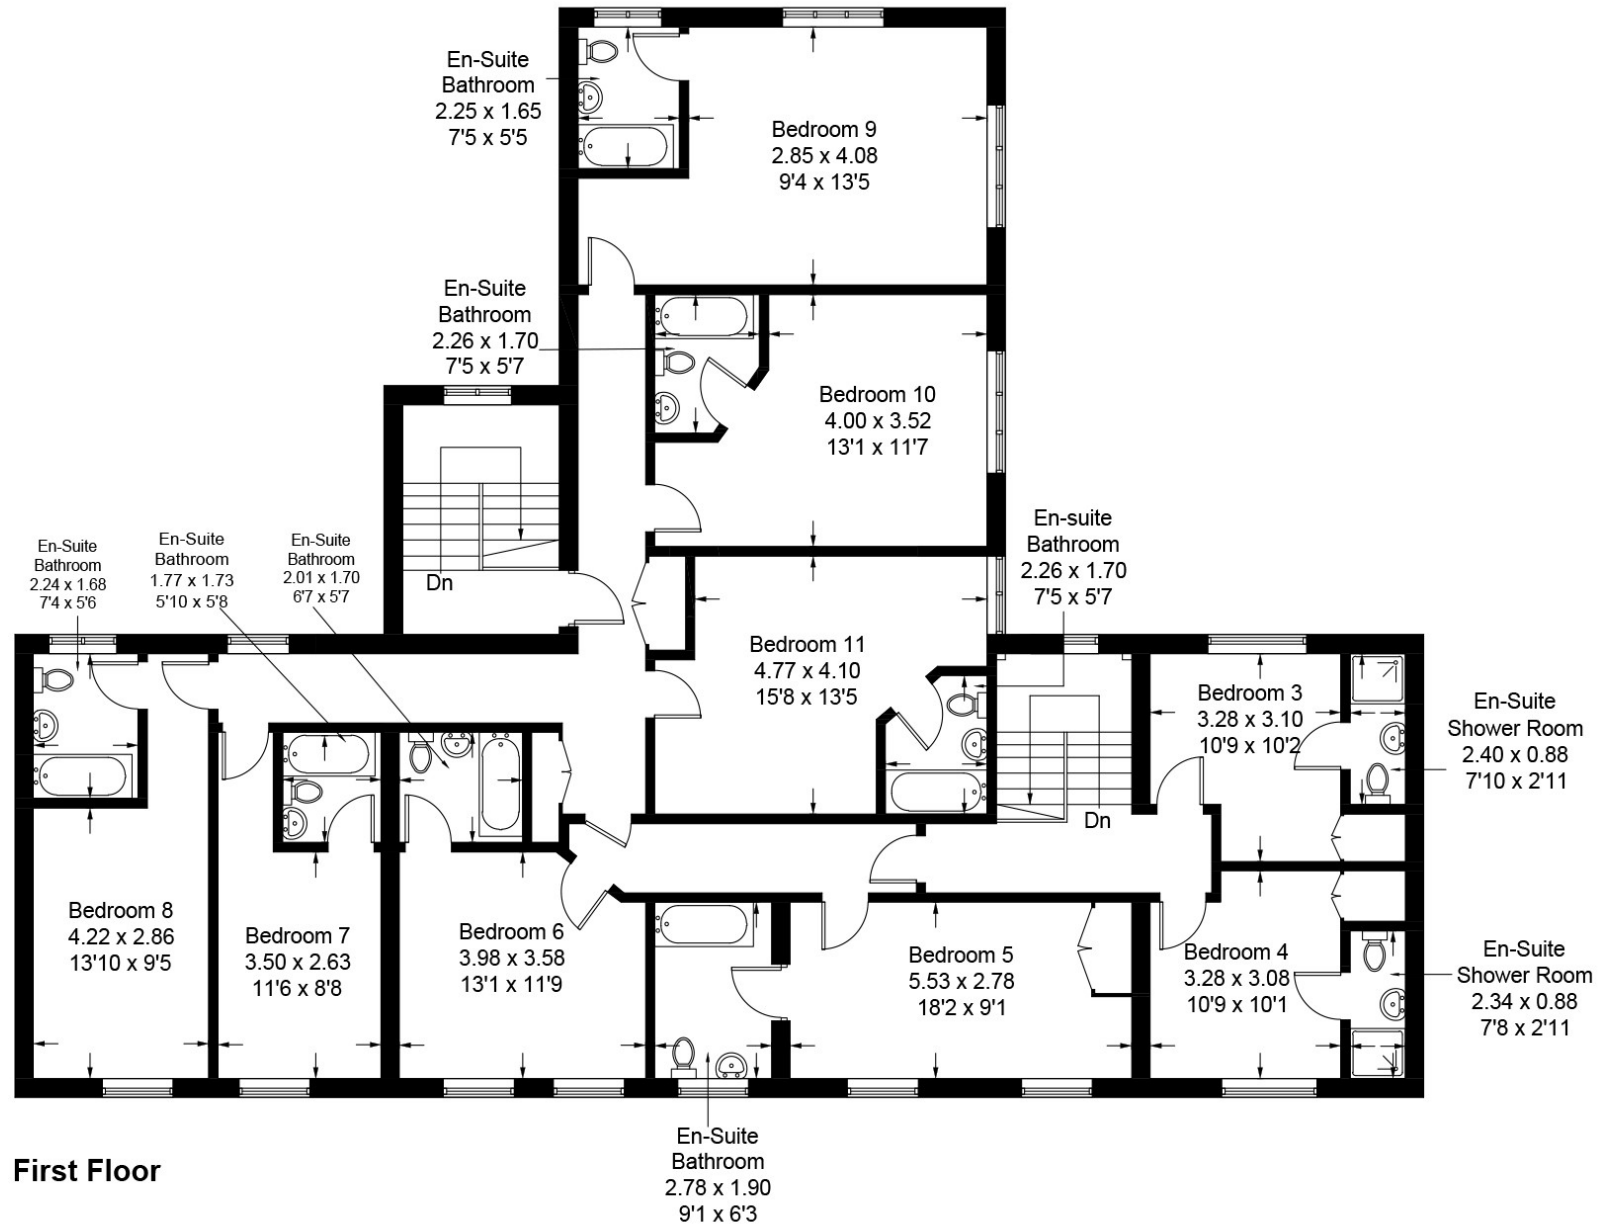 En-Suite
Bathroom
2.25 x 1.65
7'5 x 5'5
Bedroom 9
2.85 x 4.08
9'4 x 13'5
En-Suite
Bathroom
2.26 x 1.70
7'5 x 5'7
Bedroom 10
4.00 x 3.52
13'1 x 11'7
En-Suite
Bathroom
2.24 x 1.68
7'4 x 5'6
En-Suite
Bathroom
1.77 x 1.73
5'10 x 5'8
En-Suite
Bathroom
2.01 x 1.70
6'7 x 5'7
Dn
En-suite
Bathroom
2.26 x 1.70
7'5 x 5'7
Bedroom 11
4.77 x 4.10
15'8 x 13'5
Bedroom 3
3.28 x 3.10
10'9 x 10'2
En-Suite
Shower Room
2.40 x 0.88
7'10 x 2'11
Dn
Bedroom 8
4.22 x 2.86
13'10 x 9'5
Bedroom 7
3.50 x 2.63
11'6 x 8'8
Bedroom 6
3.98 x 3.58
13'1 x 11'9
Bedroom 5
5.53 x 2.78
18'2 x 9'1
Bedroom 4
3.28 x 3.08
10'9 x 10'1
En-Suite
Shower Room
2.34 x 0.88
7'8 x 2'11
En-Suite
Bathroom
2.78 x 1.90
9'1 x 6'3
First Floor